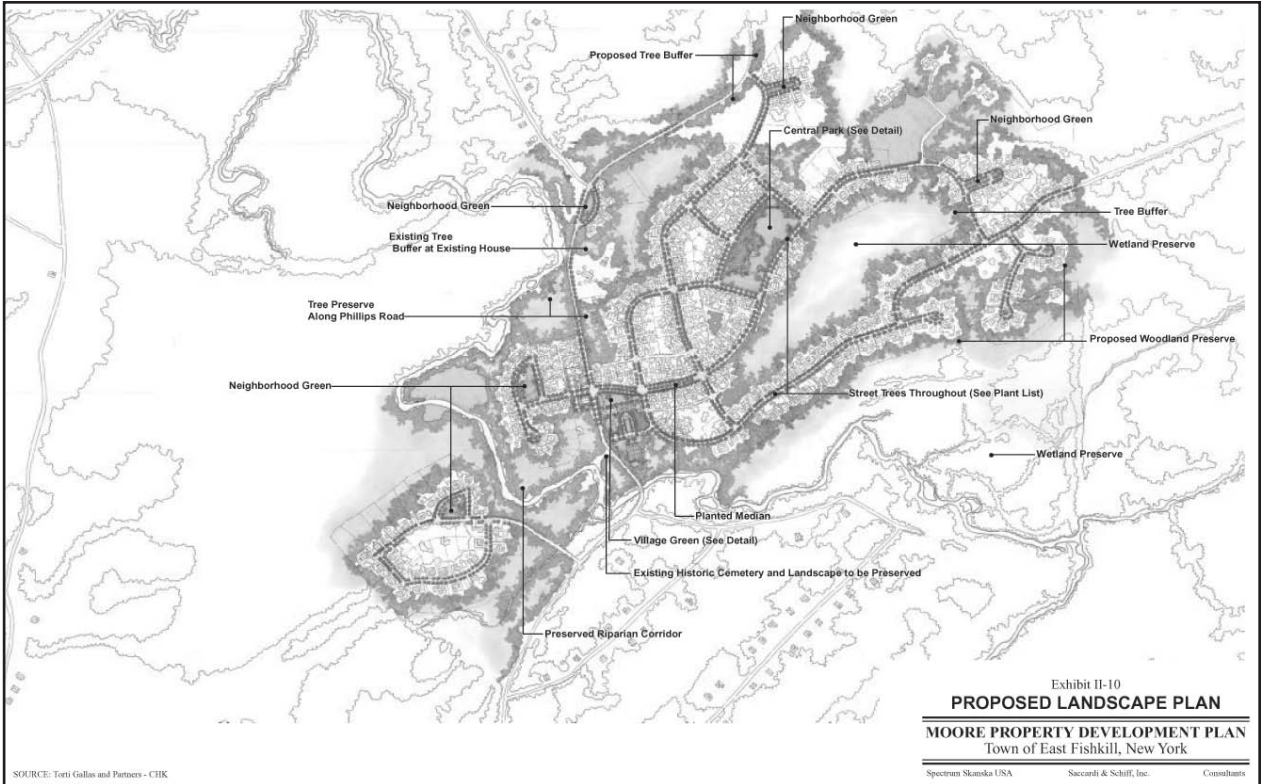 Neighborhood Green
Proposed Tree Buffer
Central Park (See Detail)
Neighborhood Green
Neighborhood Green
Tree Buffer
Existing Tree
Buffer at Existing House
Wetland Preserve
Tree Preserve
Along Phillips Road
Proposed Woodland Preserve
Neighborhood Green
Street Trees Throughout (See Plant List)
Wetland Preserve
Planted Median
Village Green (See Detail)
Existing Historic Cemetery and Landscape to be Preserved
Preserved Riparian Corridor
Exhibit II-10
PROPOSED LANDSCAPE PLAN
MOORE PROPERTY DEVELOPMENT PLAN
Town of East Fishkill, New York
SOURCE: Torti Gallas and Partners - CHK
Spectrum Skanska USA Saccardi & Schiff, Inc. Consultants